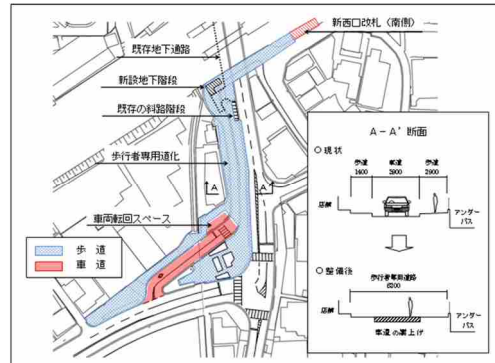 新西口改札（南側）
既存地下通路
新設地下階段
既存の斜路階段
歩行者専用道化
A
A'
車両転回スペース
歩道
車道
A－A' 断面
○現状
歩道 車道 歩道
1400 2900 2900
店舗
アンダーパス
○整備後
歩行者専用道路
6200
店舗
アンダーパス
車道の嵩上げ